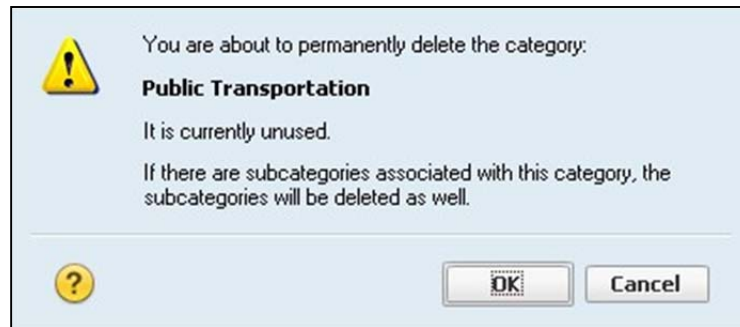 You are about to permanently delete the category:
Public Transportation
It is currently unused.
If there are subcategories associated with this category, the
subcategories will be deleted as well.
OK
Cancel